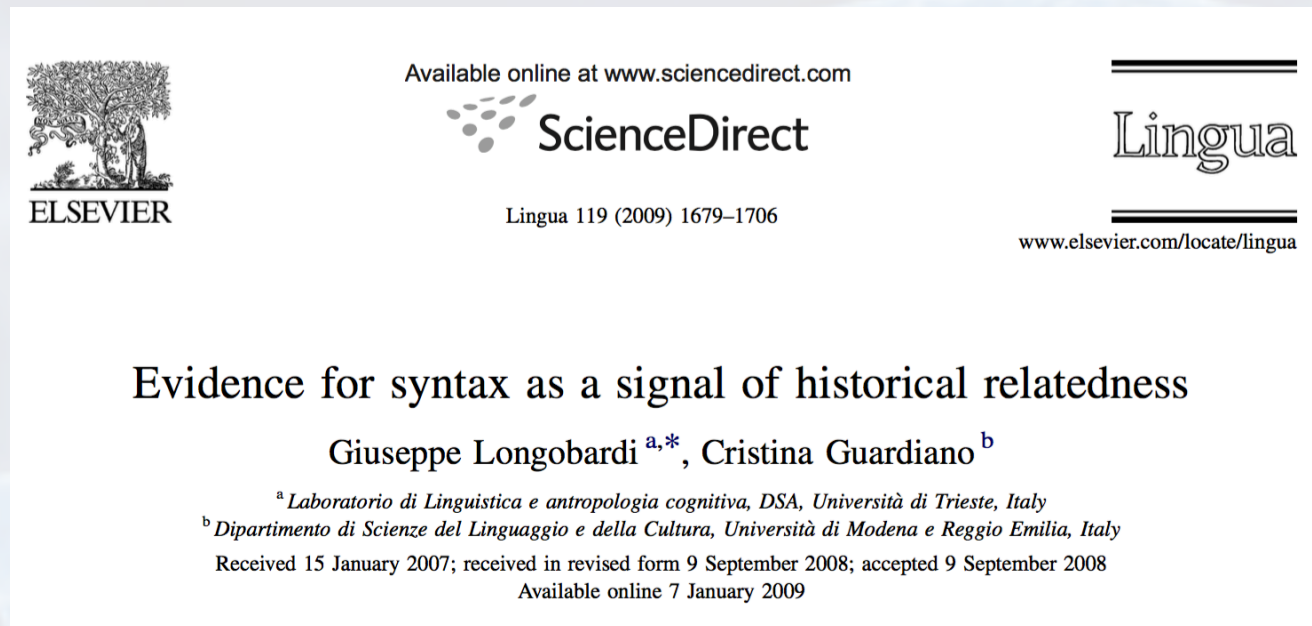 Available online at www.sciencedirect.com
ScienceDirect
ELSEVIER
Lingua
Lingua 119 (2009) 1679–1706
www.elsevier.com/locate/lingua
Evidence for syntax as a signal of historical relatedness
Giuseppe Longobardi a,*, Cristina Guardiano b
a Laboratorio di Linguistica e antropologia cognitiva, DSA, Università di Trieste, Italy
b Dipartimento di Scienze del Linguaggio e della Cultura, Università di Modena e Reggio Emilia, Italy
Received 15 January 2007; received in revised form 9 September 2008; accepted 9 September 2008
Available online 7 January 2009